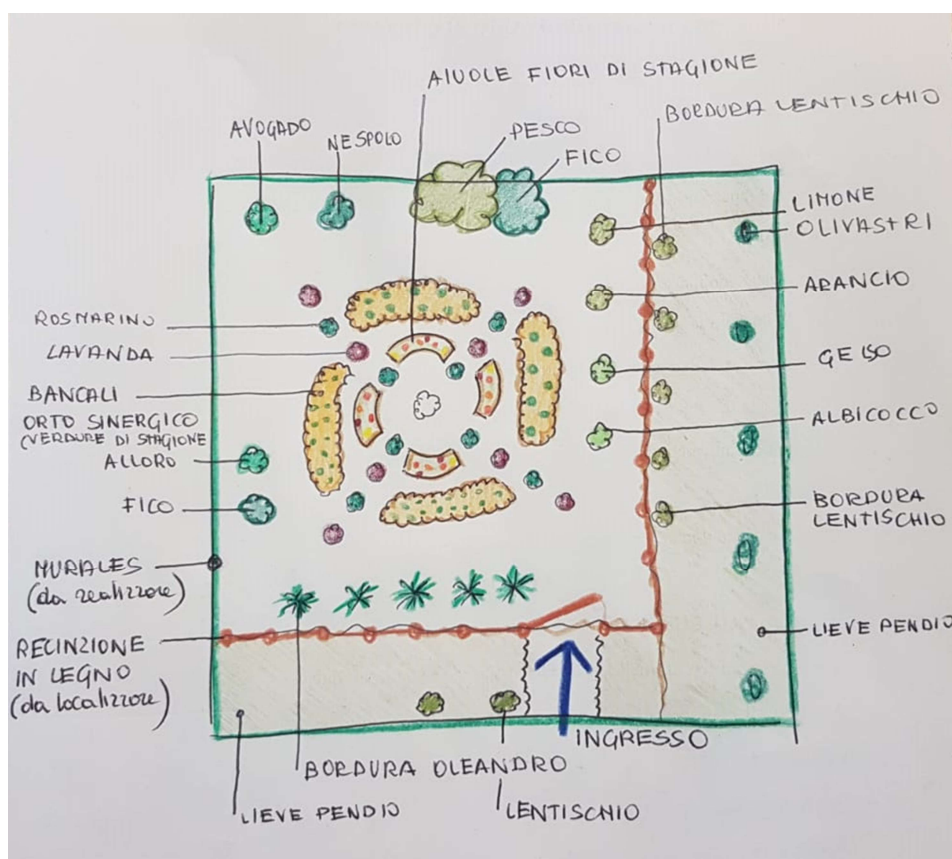 AIUOLE FIORI DI STAGIONE
BORDURA LENTISCHIO
AVOGADO
NESPOLO
PESCO
FICO
LIMONE
OLIVASTRI
ARANCIO
GELSO
ALBICOCCO
BORDURA
LENTISCHIO
LIEVE PENDIO
ROSMARINO
LAVANDA
BANCALI
ORTO SINERGICO
(VERDURE DI STAGIONE
ALLORO
FICO
MURALES
(da realizzare)
RECINZIONE
IN LEGNO
(da localizzare)
INGRESSO
BORDURA OLEANDRO
LIEVE PENDIO
LENTISCHIO